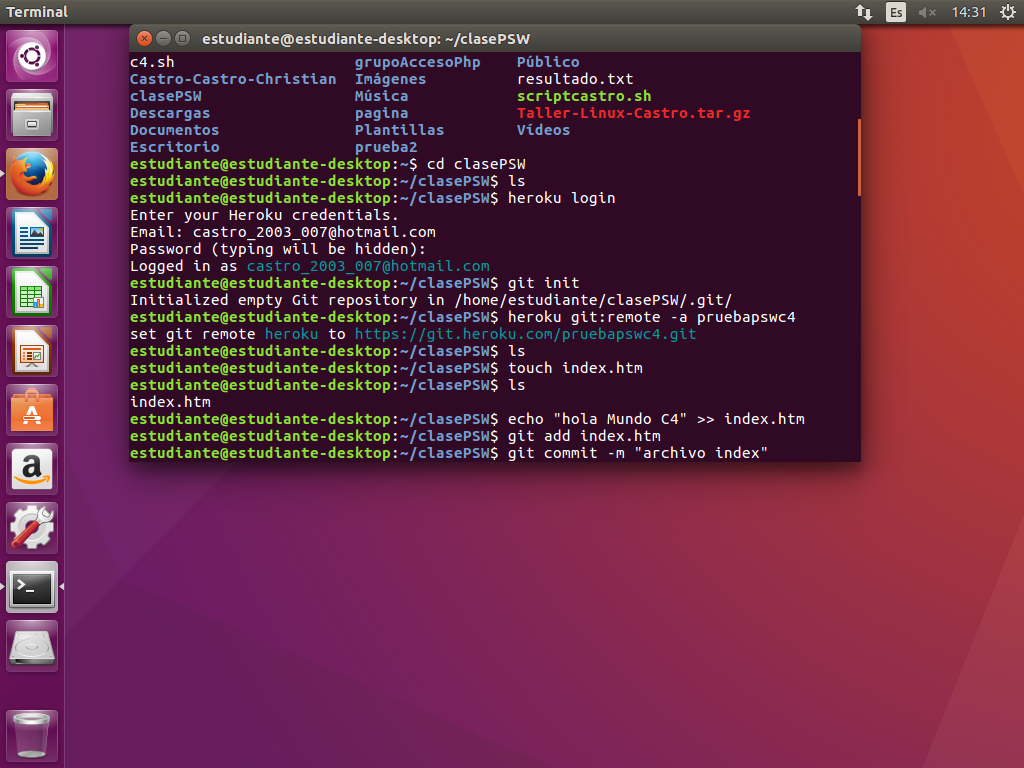 Terminal
Es
14:31
estudiante@estudiante-desktop: ~/clasePSW
c4.sh grupoAccesoPhp Público
Castro-Castro-Christian Imágenes resultado.txt
clasePSW Música scriptcastro.sh
Descargas pagina Taller-Linux-Castro.tar.gz
Documentos Plantillas Vídeos
Escritorio prueba2
estudiante@estudiante-desktop:~$ cd clasePSW
estudiante@estudiante-desktop:~/clasePSW$ ls
estudiante@estudiante-desktop:~/clasePSW$ heroku login
Enter your Heroku credentials.
Email: castro_2003_007@hotmail.com
Password (typing will be hidden):
Logged in as castro_2003_007@hotmail.com
estudiante@estudiante-desktop:~/clasePSW$ git init
Initialized empty Git repository in /home/estudiante/clasePSW/.git/
estudiante@estudiante-desktop:~/clasePSW$ heroku git:remote -a pruebapswc4
set git remote heroku to https://git.heroku.com/pruebapswc4.git
estudiante@estudiante-desktop:~/clasePSW$ ls
estudiante@estudiante-desktop:~/clasePSW$ touch index.htm
estudiante@estudiante-desktop:~/clasePSW$ ls
index.htm
estudiante@estudiante-desktop:~/clasePSW$ echo "hola Mundo C4" >> index.htm
estudiante@estudiante-desktop:~/clasePSW$ git add index.htm
estudiante@estudiante-desktop:~/clasePSW$ git commit -m "archivo index"